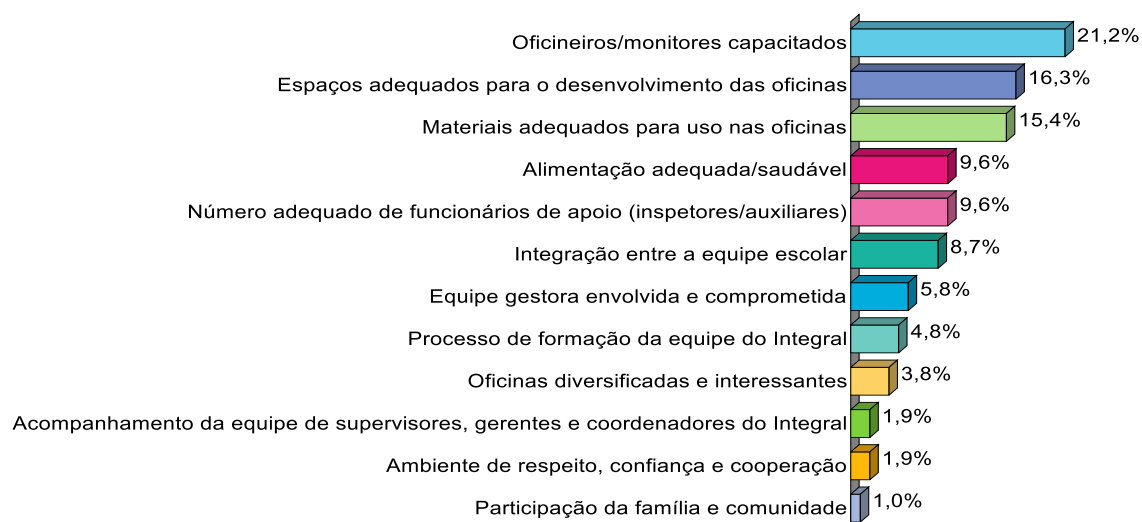 Oficineiros/monitores capacitados 21,2%
Espaços adequados para o desenvolvimento das oficinas 16,3%
Materiais adequados para uso nas oficinas 15,4%
Alimentação adequada/saudável 9,6%
Número adequado de funcionários de apoio (inspetores/auxiliares) 9,6%
Integração entre a equipe escolar 8,7%
Equipe gestora envolvida e comprometida 5,8%
Processo de formação da equipe do Integral 4,8%
Oficinas diversificadas e interessantes 3,8%
Acompanhamento da equipe de supervisores, gerentes e coordenadores do Integral 1,9%
Ambiente de respeito, confiança e cooperação 1,9%
Participação da família e comunidade 1,0%